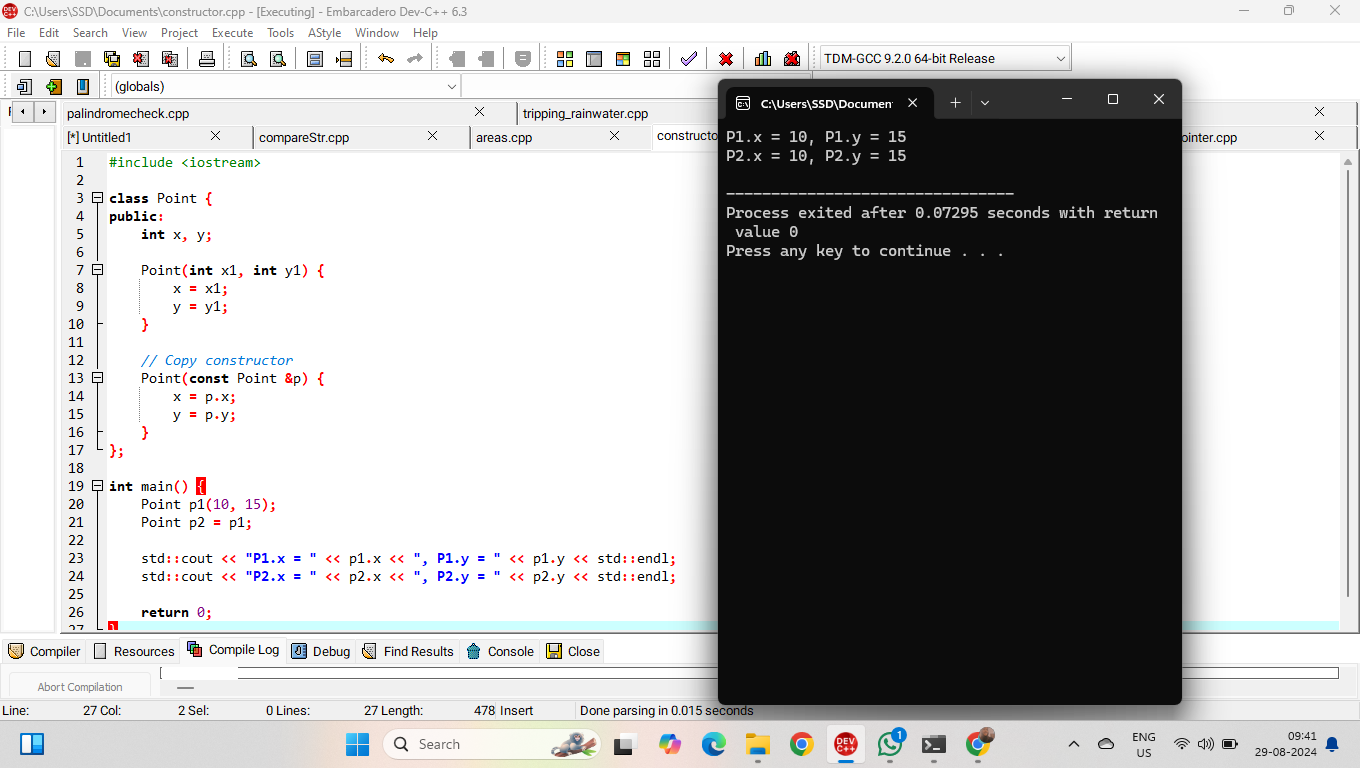 C:\Users\SSD\Documents\constructor.cpp - [Executing] - Embarcadero Dev-C++ 6.3
File Edit Search View Project Execute Tools AStyle Window Help
TDM-GCC 9.2.0 64-bit Release
(globals)
palindromecheck.cpp
tripping_rainwater.cpp
[*] Untitled1
compareStr.cpp
areas.cpp
constructo
ointer.cpp
1 #include <iostream>
2
3 class Point {
4 public:
5 int x, y;
6
7 Point(int x1, int y1) {
8 x = x1;
9 y = y1;
10 }
11
12 // Copy constructor
13 Point(const Point &p) {
14 x = p.x;
15 y = p.y;
16 }
17 };
18
19 int main() {
20 Point p1(10, 15);
21 Point p2 = p1;
22
23 std::cout << "P1.x = " << p1.x << ", P1.y = " << p1.y << std::endl;
24 std::cout << "P2.x = " << p2.x << ", P2.y = " << p2.y << std::endl;
25
26 return 0;
27 }
C:\Users\SSD\Documen
P1.x = 10, P1.y = 15
P2.x = 10, P2.y = 15
--------------------------------
Process exited after 0.07295 seconds with return
value 0
Press any key to continue . . .
Compiler Resources Compile Log Debug Find Results Console Close
Abort Compilation
Line: 27 Col: 2 Sel: 0 Lines: 27 Length: 478 Insert Done parsing in 0.015 seconds
Search
DEV C++
1
ENG
US
09:41
29-08-2024